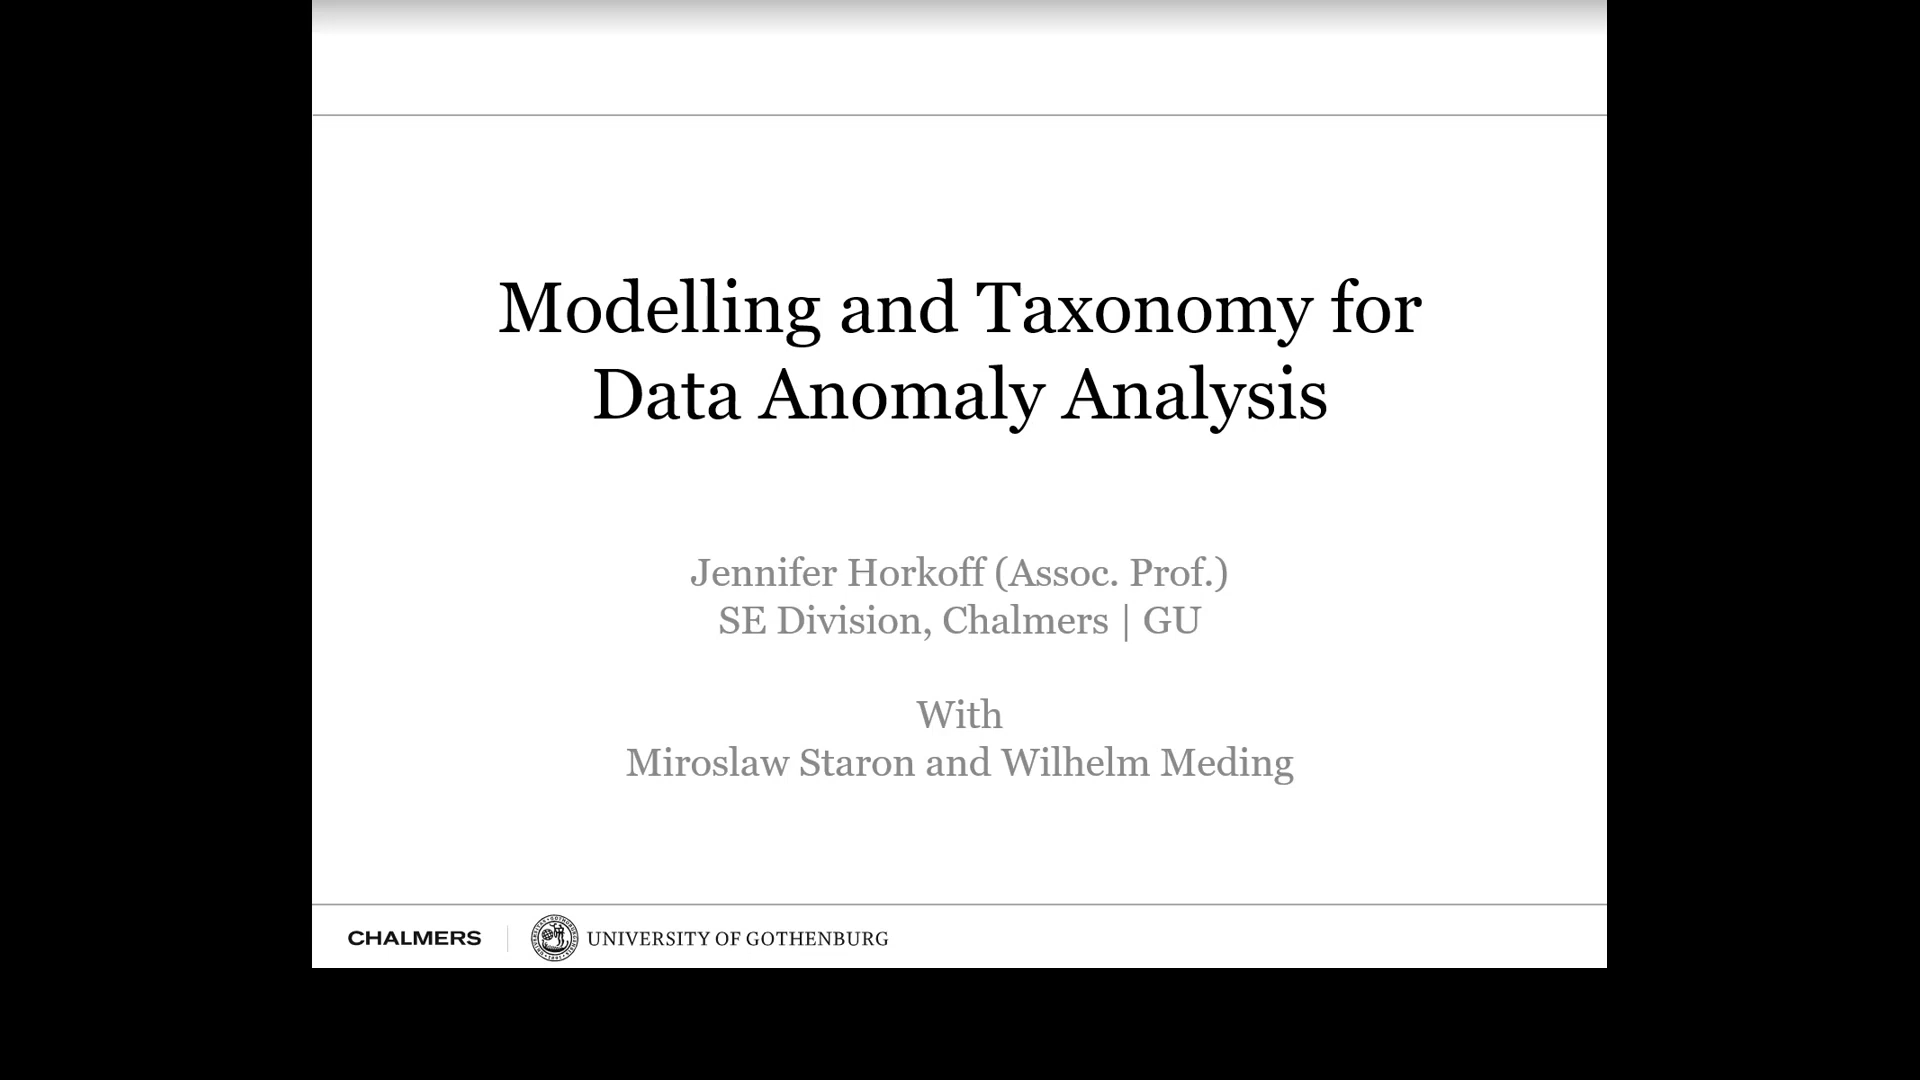 Modelling and Taxonomy for
Data Anomaly Analysis
Jennifer Horkoff (Assoc. Prof.)
SE Division, Chalmers | GU
With
Miroslaw Staron and Wilhelm Meding
CHALMERS
UNIVERSITY OF GOTHENBURG